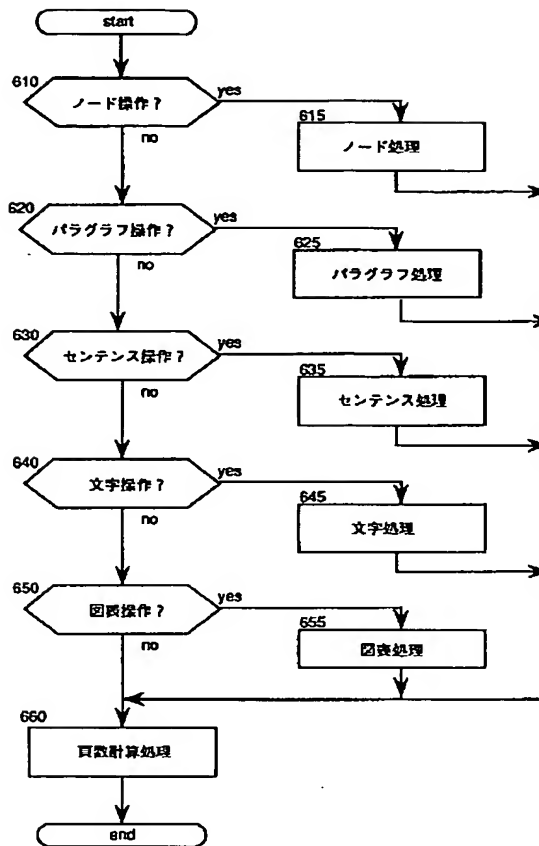 start
610
ノード操作？
yes
615
ノード処理
no
620
パラグラフ操作？
yes
625
パラグラフ処理
no
630
センテンス操作？
yes
635
センテンス処理
no
640
文字操作？
yes
645
文字処理
no
650
図表操作？
yes
655
図表処理
no
660
頁数計算処理
end